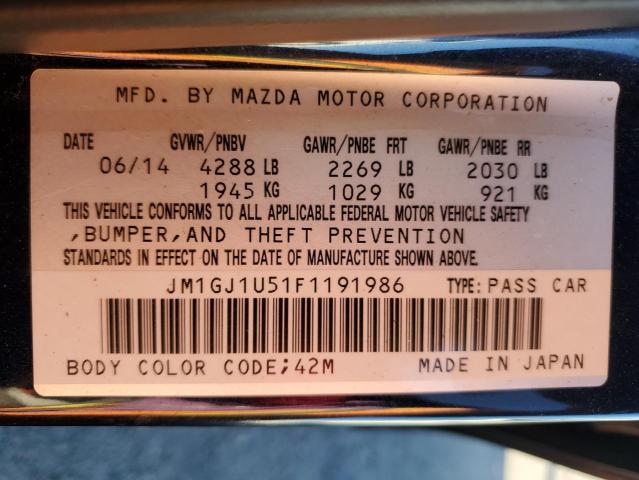 MFD. BY MAZDA MOTOR CORPORATION
DATE GVWR/PNBV GAWR/PNBE FRT GAWR/PNBE RR
06/14 4288 LB 2269 LB 2030 LB
1945 KG 1029 KG 921 KG
THIS VEHICLE CONFORMS TO ALL APPLICABLE FEDERAL MOTOR VEHICLE SAFETY
,BUMPER,AND THEFT PREVENTION
STANDARDS IN EFFECT ON THE DATE OF MANUFACTURE SHOWN ABOVE.
JM1GJ1U51F1191986 TYPE:PASS CAR
BODY COLOR CODE;42M MADE IN JAPAN